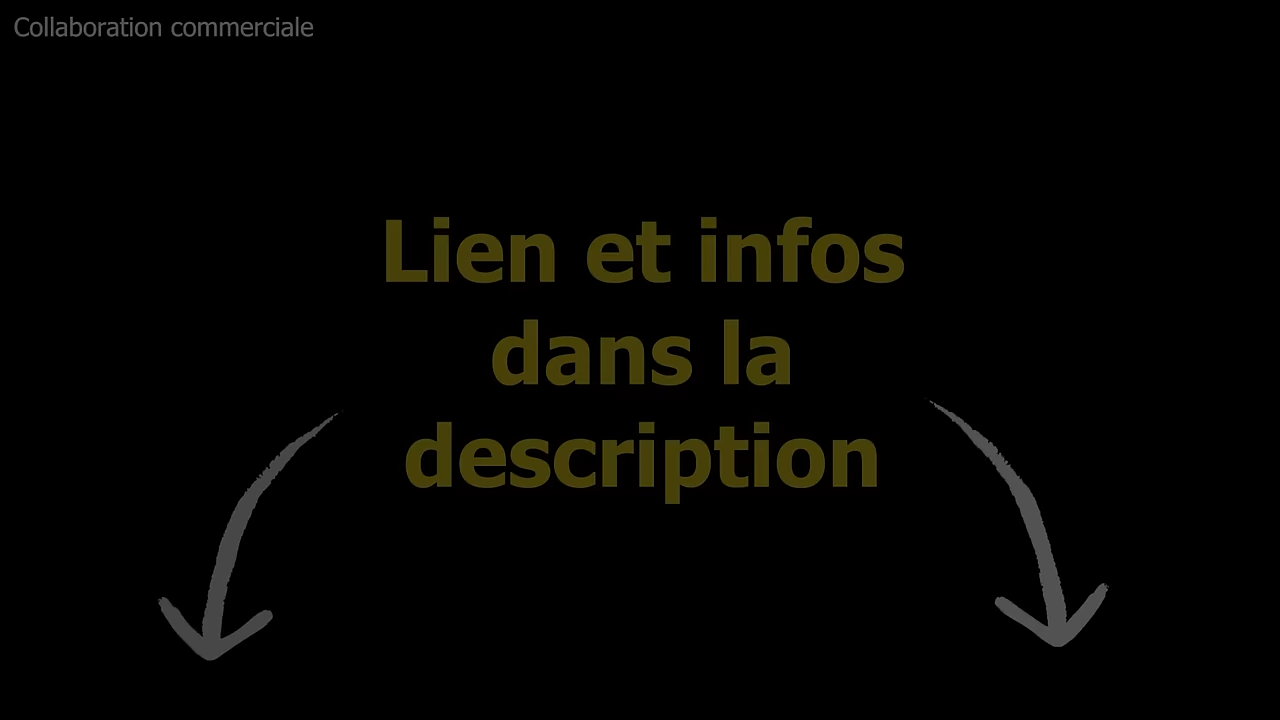 Collaboration commerciale
Lien et infos
dans la
description